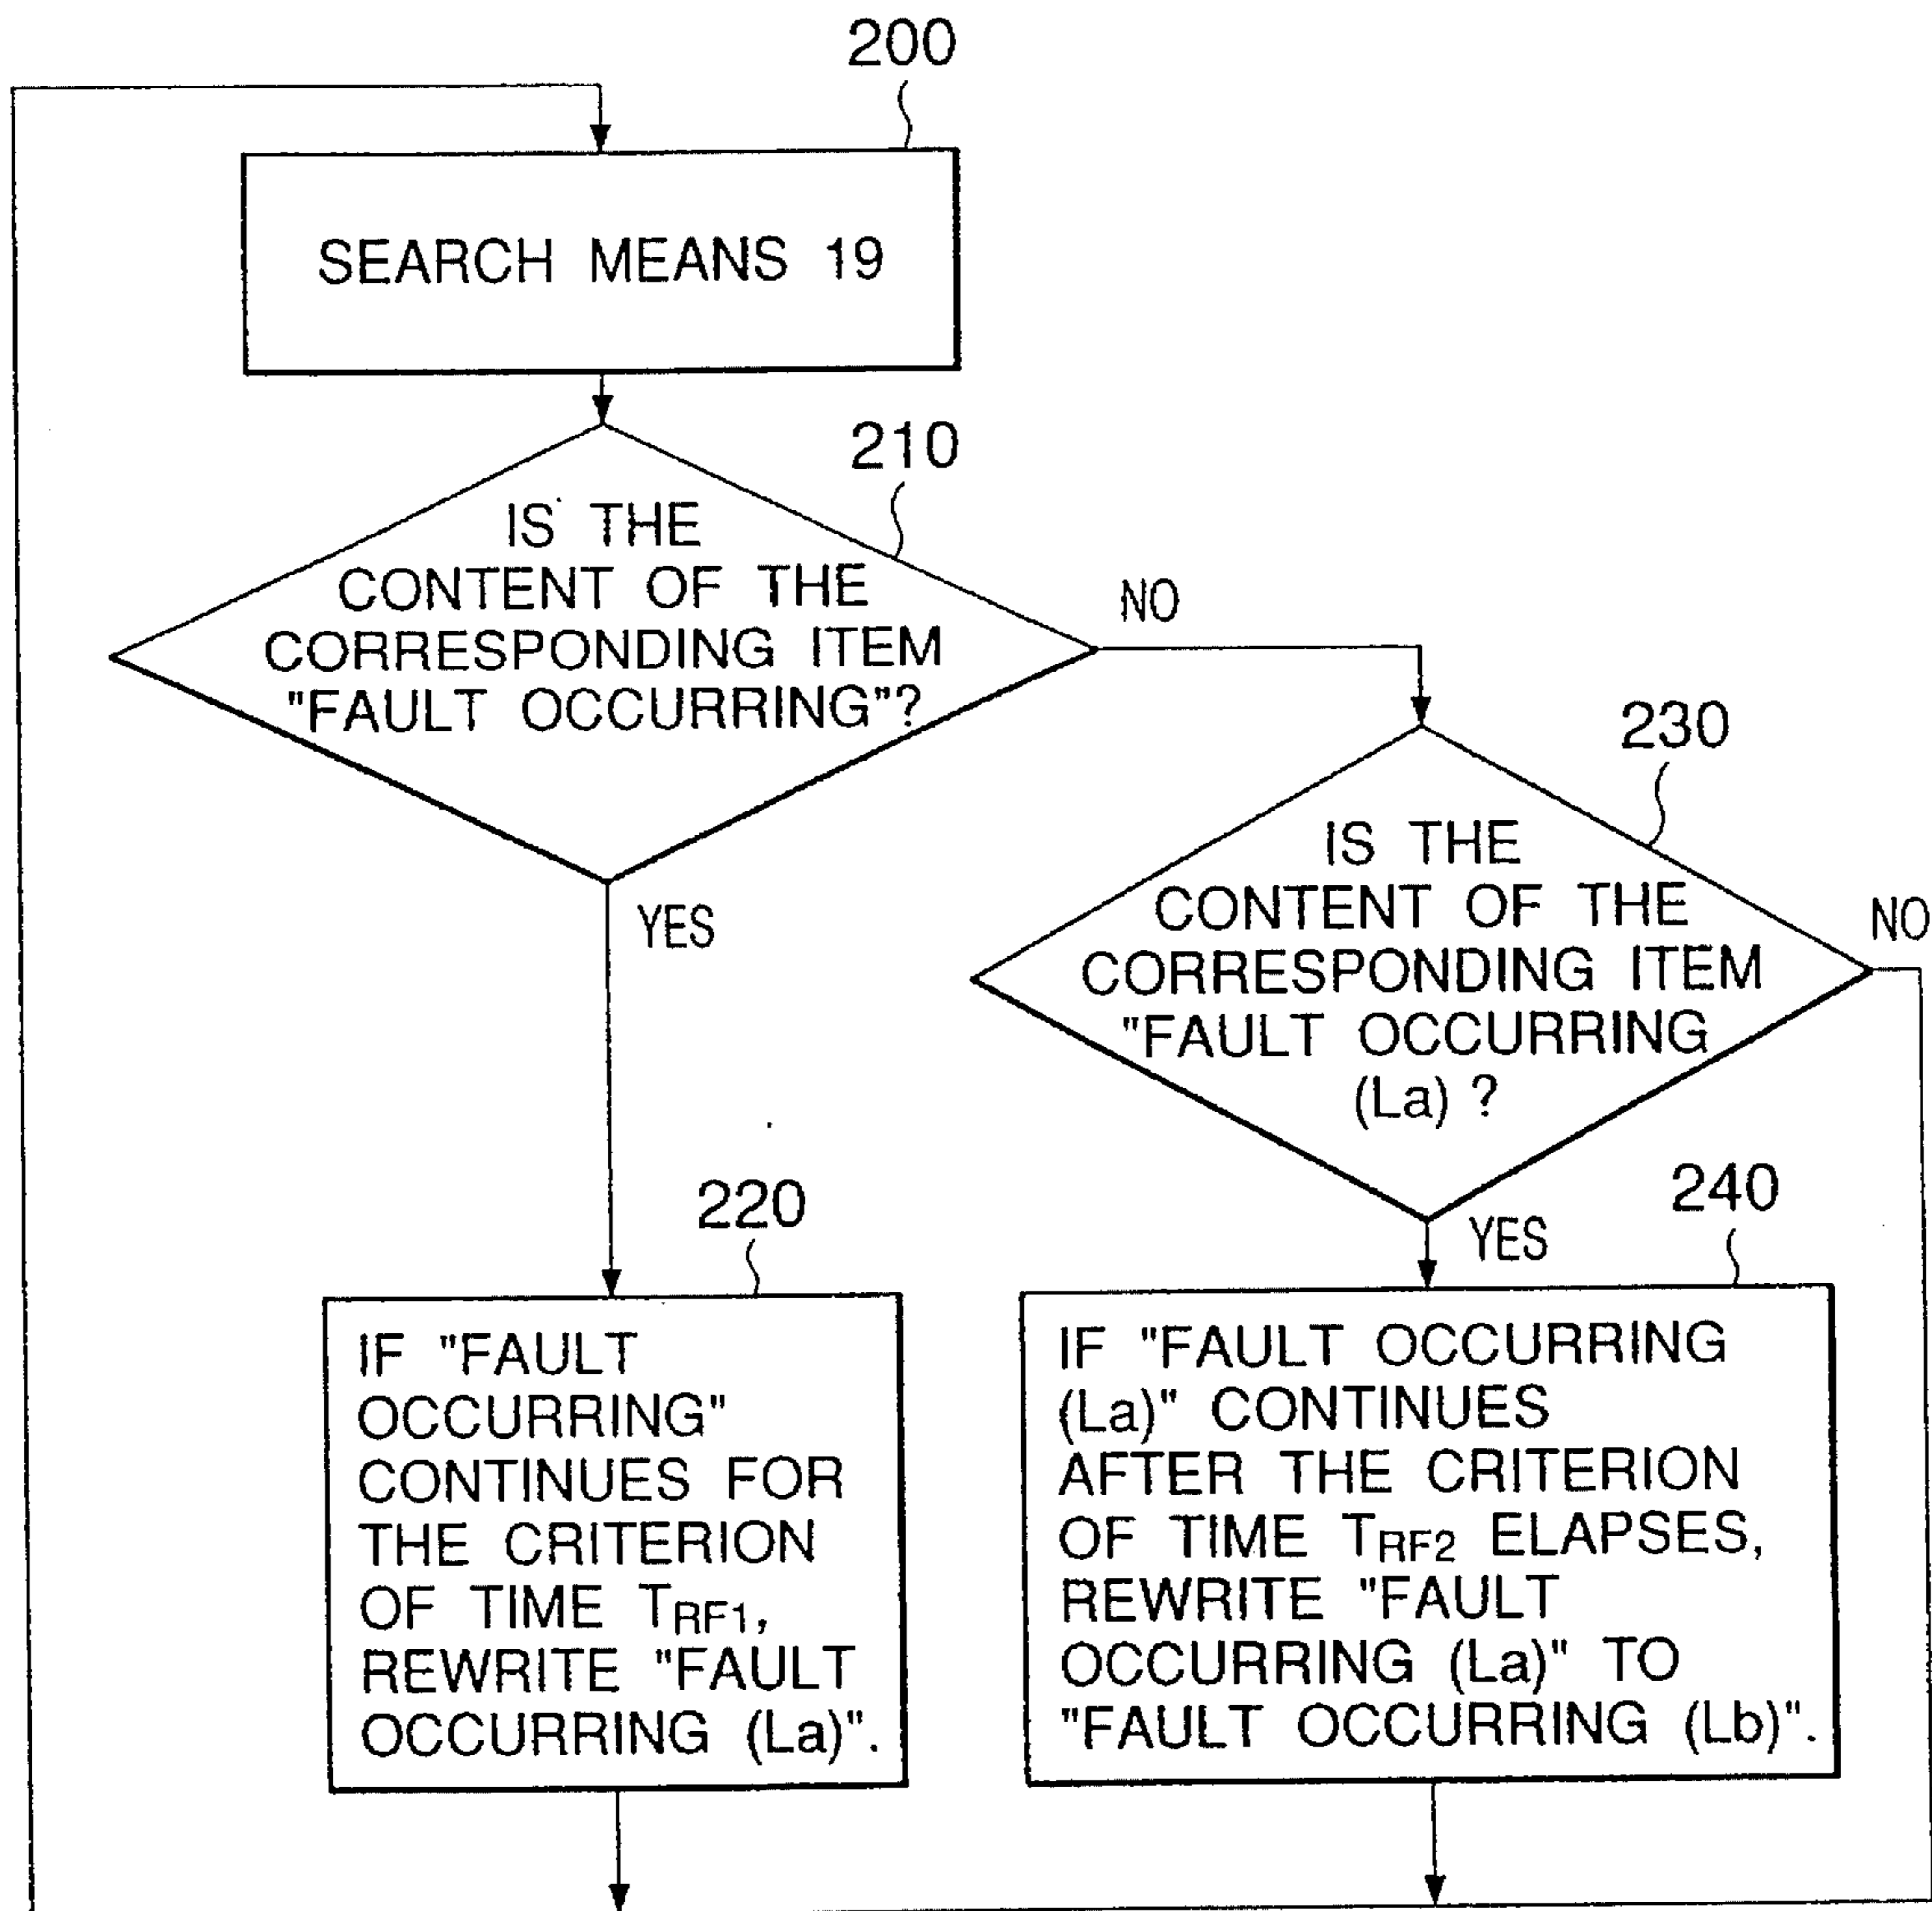 200
SEARCH MEANS 19
210
IS THE
CONTENT OF THE
CORRESPONDING ITEM
"FAULT OCCURRING"?
NO
YES
230
IS THE
CONTENT OF THE
CORRESPONDING ITEM
"FAULT OCCURRING
(La) ?
NO
YES
220
IF "FAULT
OCCURRING"
CONTINUES FOR
THE CRITERION
OF TIME TRF1,
REWRITE "FAULT
OCCURRING (La)".
240
IF "FAULT OCCURRING
(La)" CONTINUES
AFTER THE CRITERION
OF TIME TRF2 ELAPSES,
REWRITE "FAULT
OCCURRING (La)" TO
"FAULT OCCURRING (Lb)".